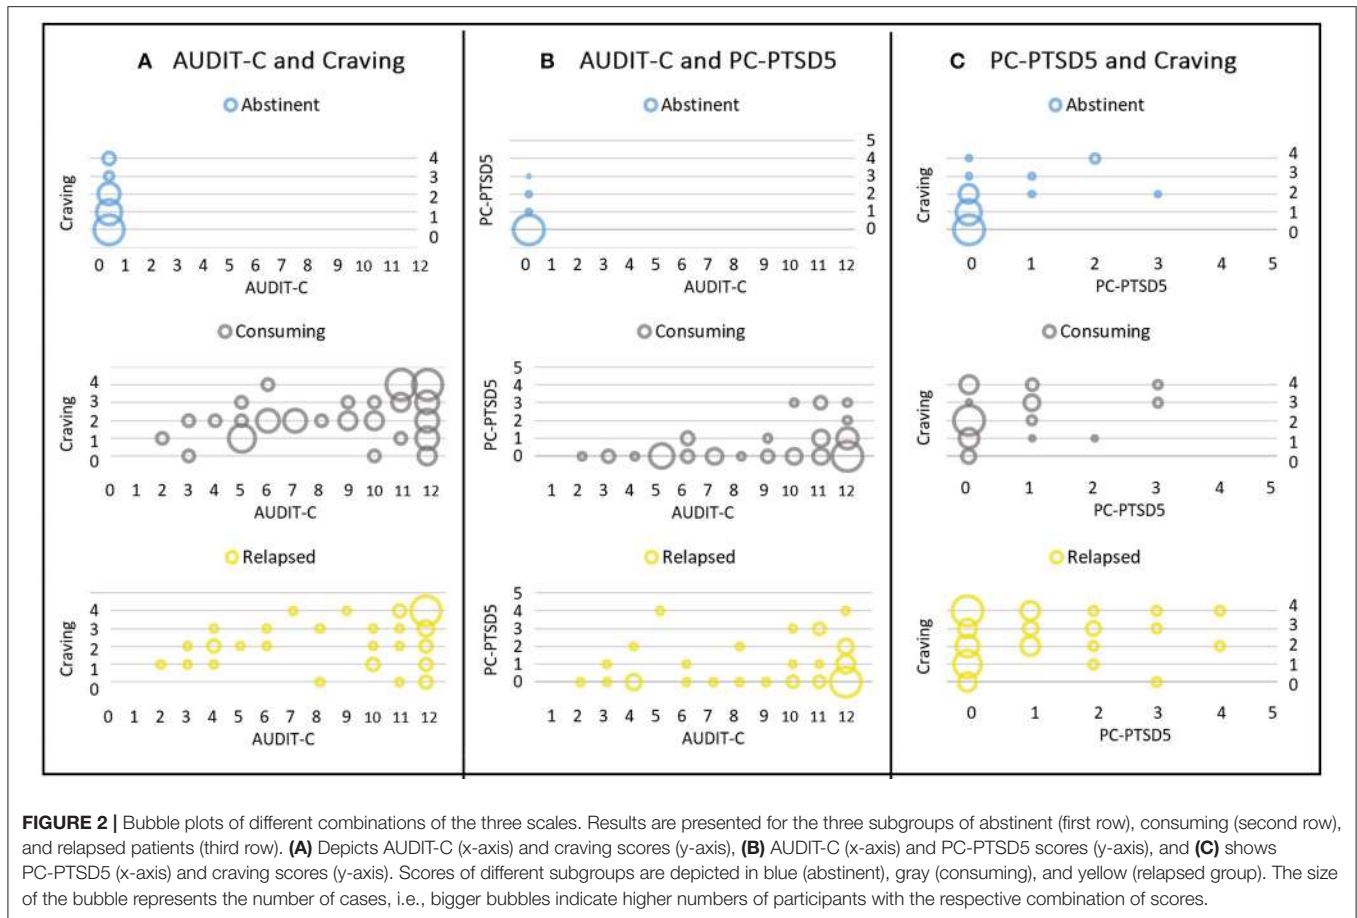 A AUDIT-C and Craving
Abstinent
Craving
4
3
2
1
0
0 1 2 3 4 5 6 7 8 9 10 11 12
AUDIT-C
Consuming
Craving
4
3
2
1
0
0 1 2 3 4 5 6 7 8 9 10 11 12
AUDIT-C
Relapsed
Craving
4
3
2
1
0
0 1 2 3 4 5 6 7 8 9 10 11 12
AUDIT-C
B AUDIT-C and PC-PTSD5
Abstinent
PC-PTSD5
5
4
3
2
1
0
0 1 2 3 4 5 6 7 8 9 10 11 12
AUDIT-C
Consuming
PC-PTSD5
5
4
3
2
1
0
1 2 3 4 5 6 7 8 9 10 11 12
AUDIT-C
Relapsed
PC-PTSD5
5
4
3
2
1
0
1 2 3 4 5 6 7 8 9 10 11 12
AUDIT-C
C PC-PTSD5 and Craving
Abstinent
Craving
4
3
2
1
0
0 1 2 3 4 5
PC-PTSD5
Consuming
Craving
4
3
2
1
0
0 1 2 3 4 5
PC-PTSD5
Relapsed
Craving
4
3
2
1
0
0 1 2 3 4 5
PC-PTSD5
FIGURE 2 | Bubble plots of different combinations of the three scales. Results are presented for the three subgroups of abstinent (first row), consuming (second row),
and relapsed patients (third row). (A) Depicts AUDIT-C (x-axis) and craving scores (y-axis), (B) AUDIT-C (x-axis) and PC-PTSD5 scores (y-axis), and (C) shows
PC-PTSD5 (x-axis) and craving scores (y-axis). Scores of different subgroups are depicted in blue (abstinent), gray (consuming), and yellow (relapsed group). The size
of the bubble represents the number of cases, i.e., bigger bubbles indicate higher numbers of participants with the respective combination of scores.